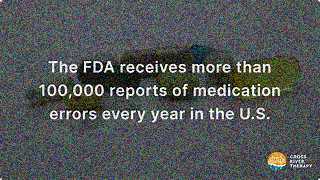 The FDA receives more than
100,000 reports of medication
errors every year in the U.S.
CROSS
RIVER
THERAPY